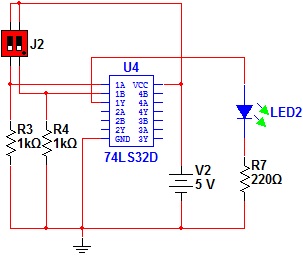 J2
U4
1A VCC
1B 4B
1Y 4A
2A 4Y
2B 3B
2Y 3A
GND 3Y
74LS32D
LED2
R3
1kΩ
R4
1kΩ
V2
5 V
R7
220Ω